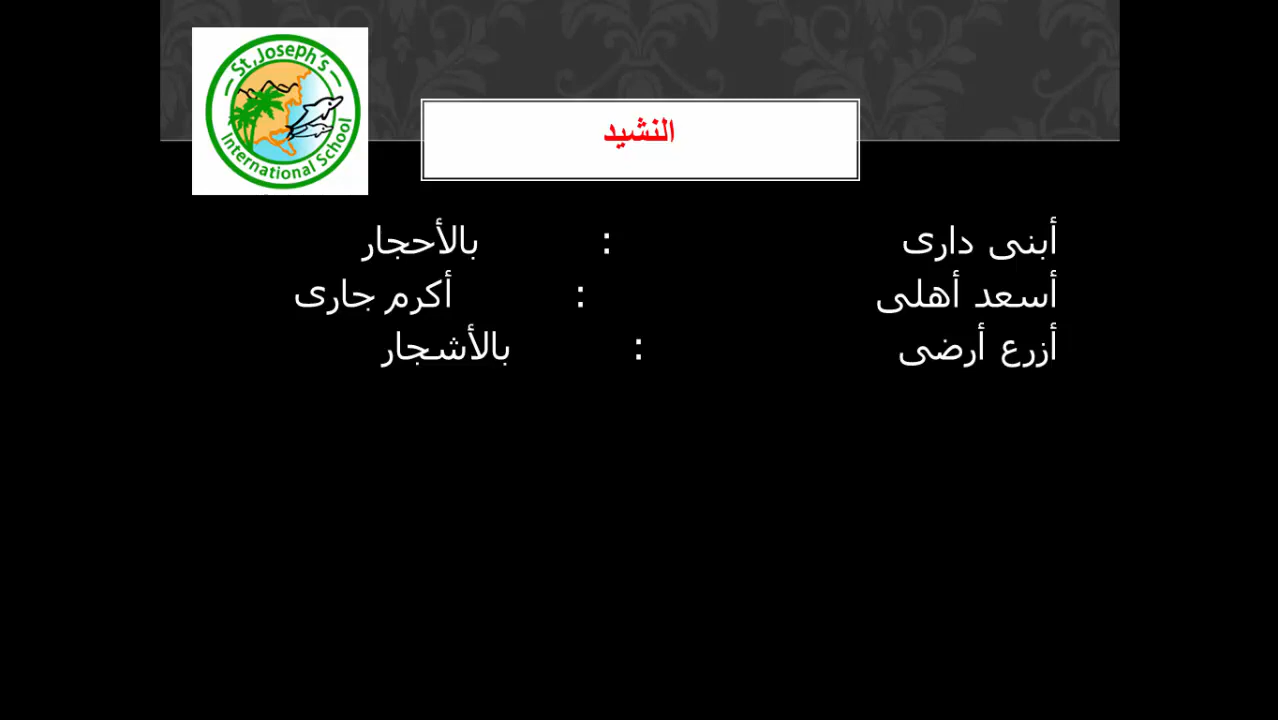 St.Joseph's
International School
النشيد
أبنى دارى : بالأحجار
أسعد أهلى : أكرم جارى
أزرع أرضى : بالأشجار